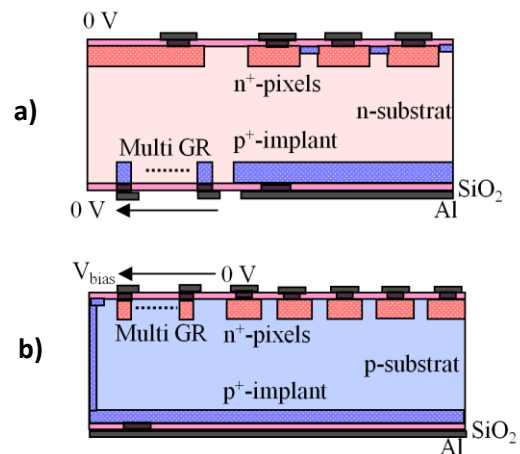 0 V
a)
n⁺-pixels
n-substrat
p⁺-implant
Multi GR
SiO₂
0 V
Al
V_bias
0 V
b)
Multi GR
n⁺-pixels
p-substrat
p⁺-implant
SiO₂
Al